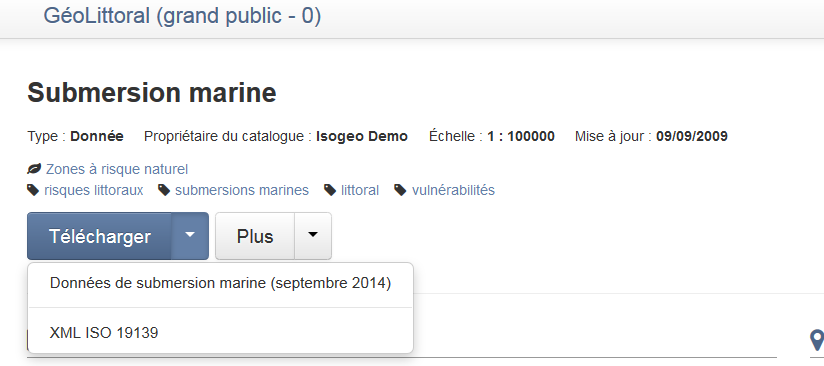 GéoLittoral (grand public - 0)
Submersion marine
Type : Donnée Propriétaire du catalogue : Isogeo Demo Échelle : 1 : 100000 Mise à jour : 09/09/2009
Zones à risque naturel
risques littoraux submersions marines littoral vulnérabilités
Télécharger Plus
Données de submersion marine (septembre 2014)
XML ISO 19139